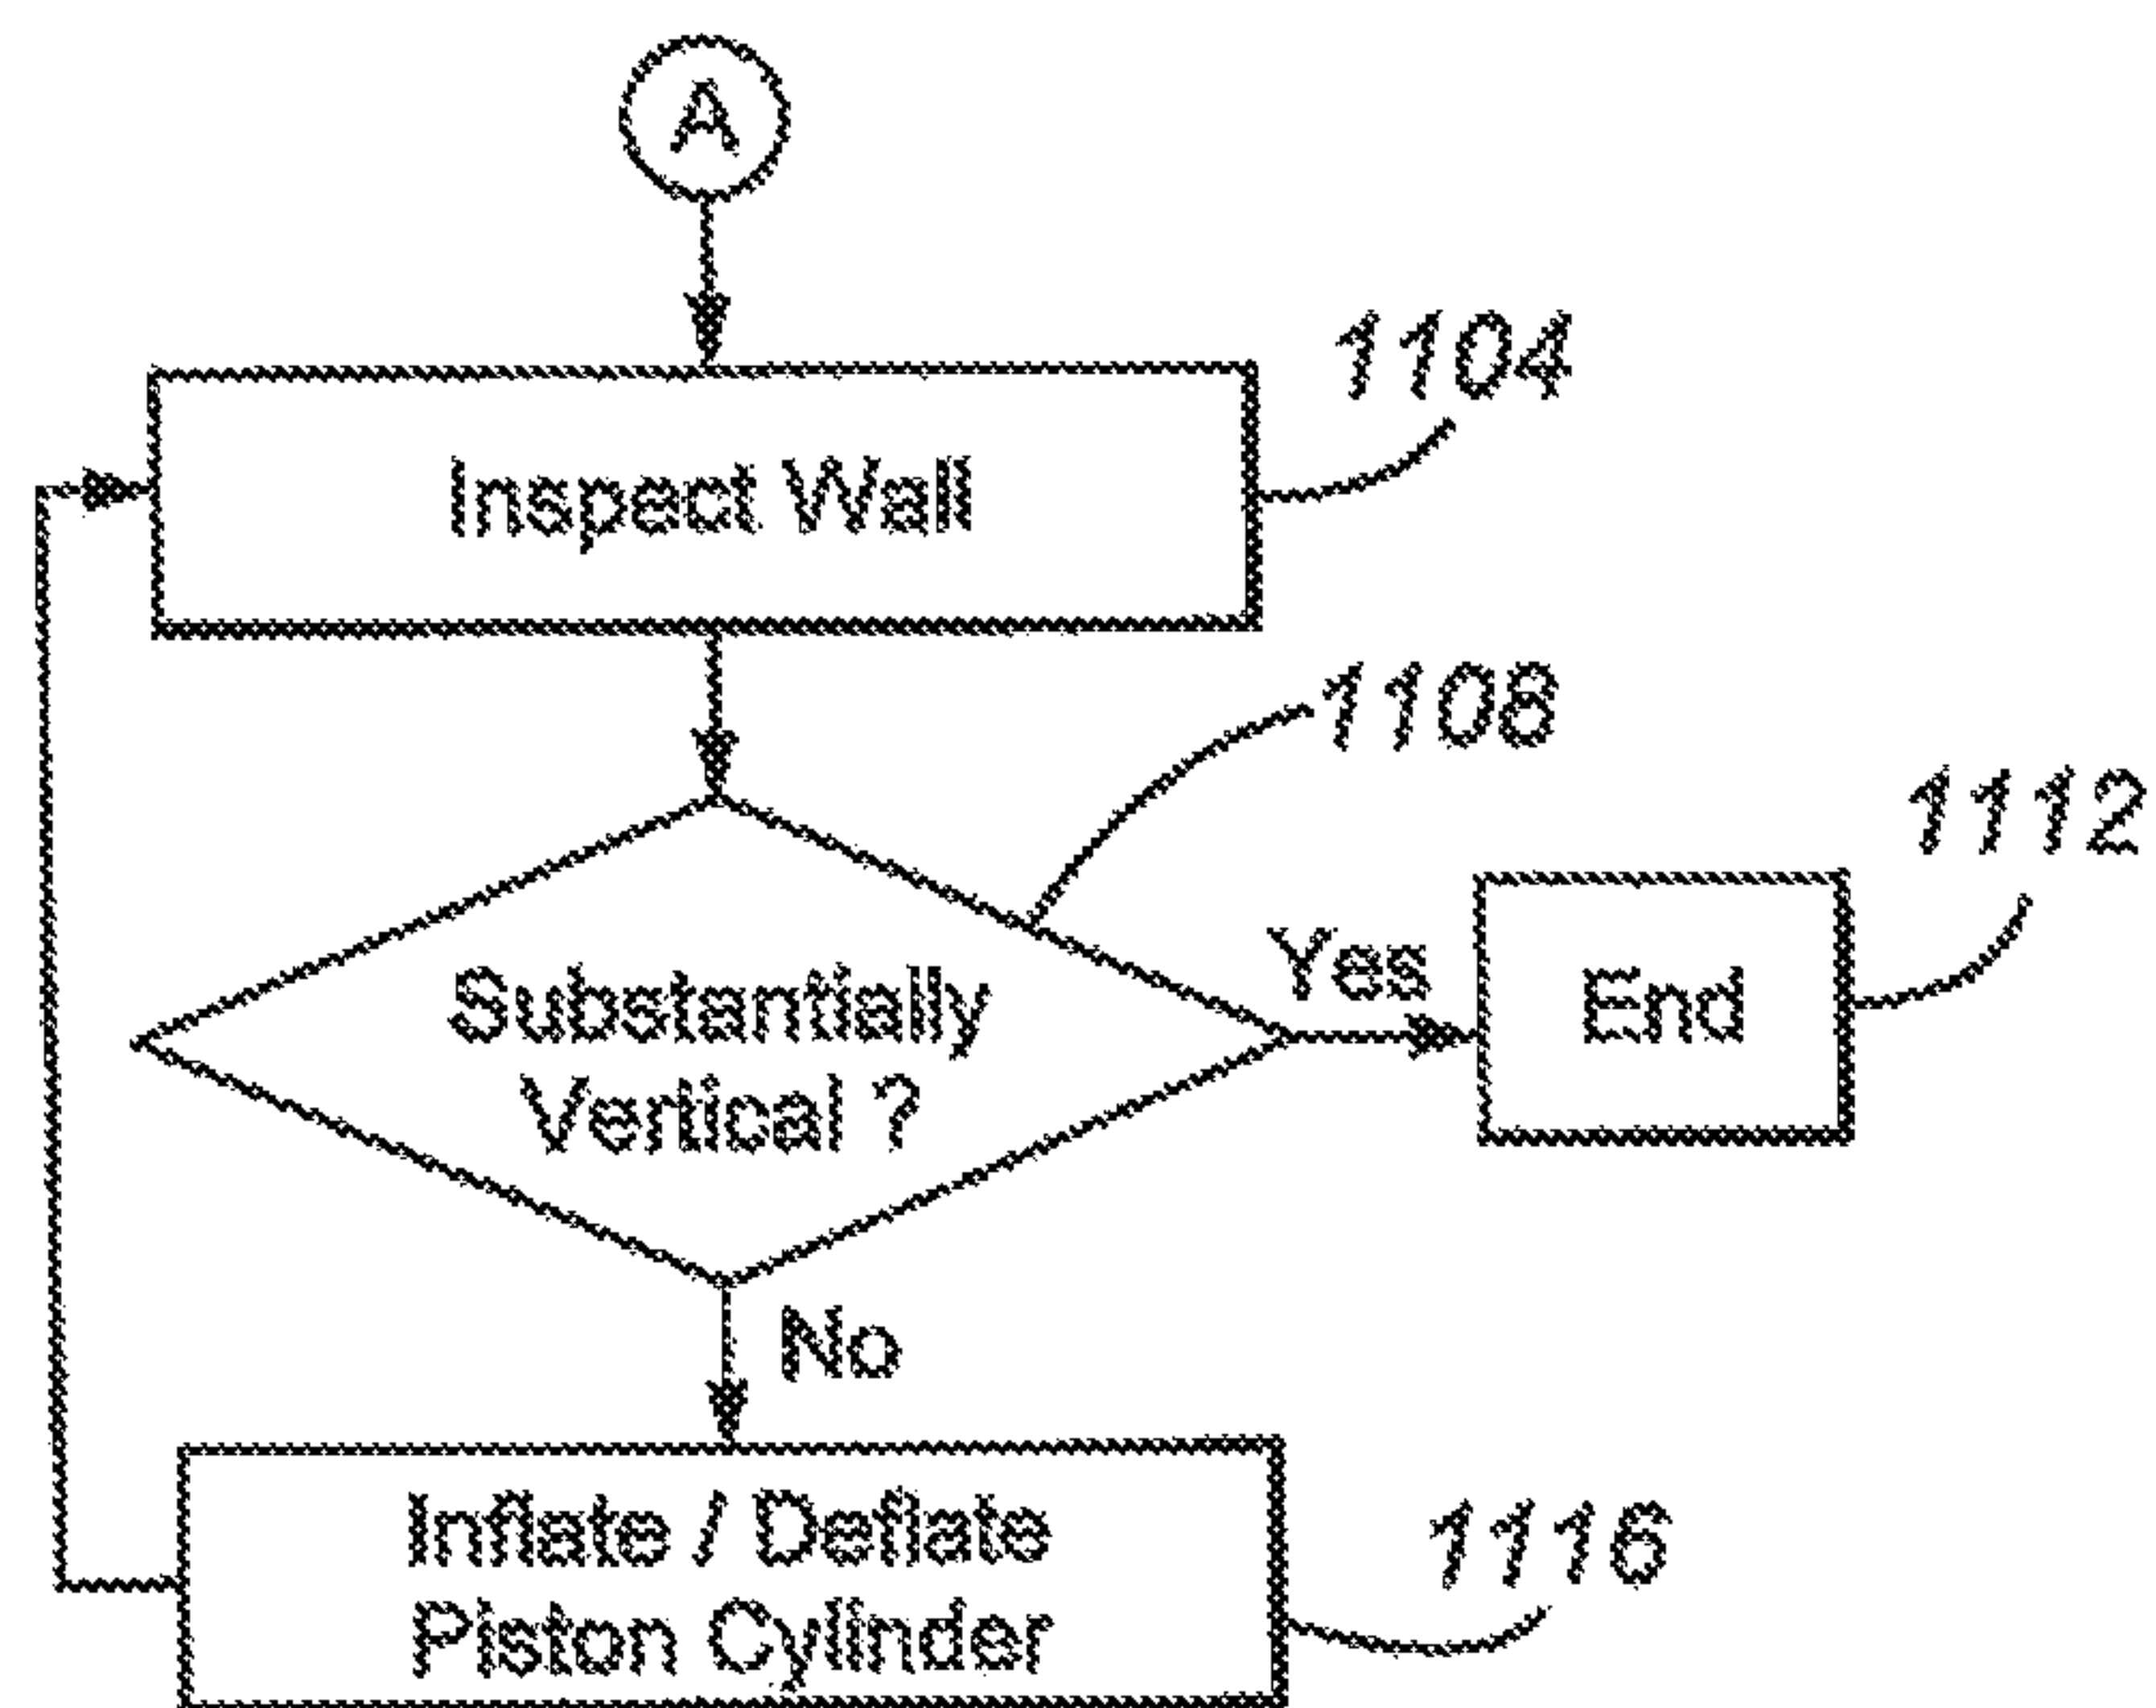 A
1104
Inspect Wall
1108
1112
Substantially
Vertical ?
Yes
End
No
Inflate / Deflate
Piston Cylinder
1116